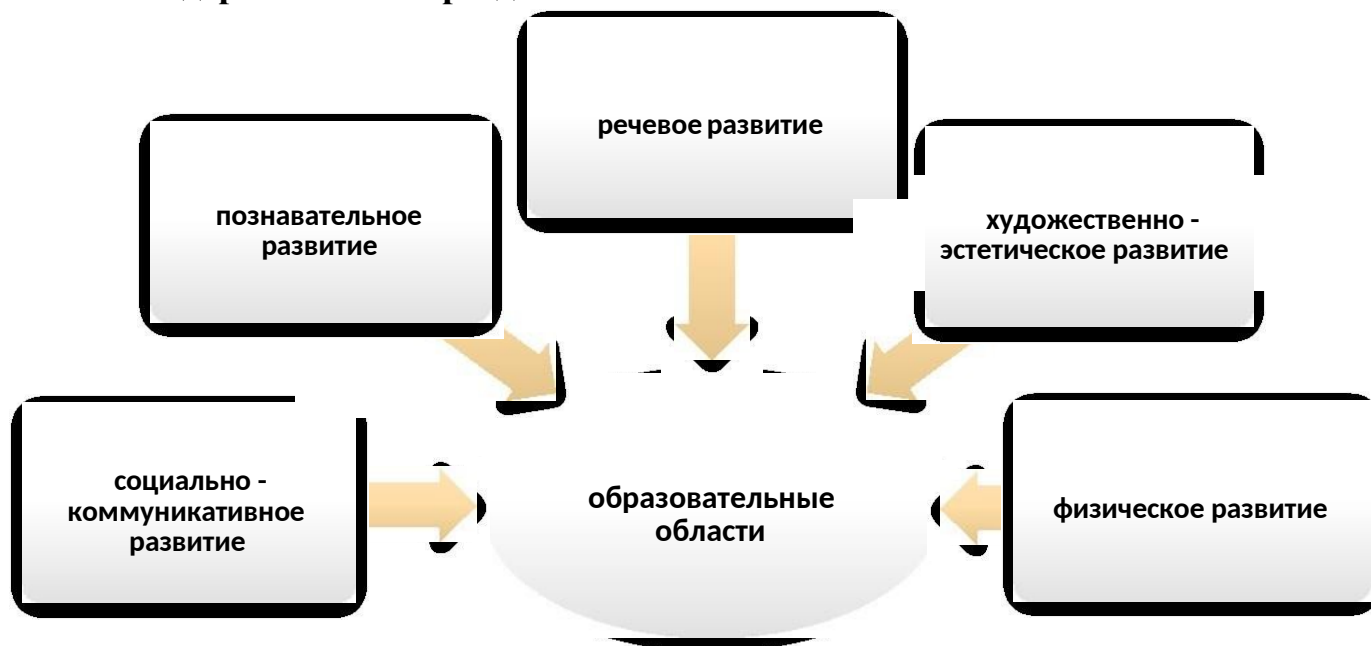 речевое развитие
познавательное
развитие
художественно -
эстетическое развитие
социально -
коммуникативное
развитие
образовательные
области
физическое развитие